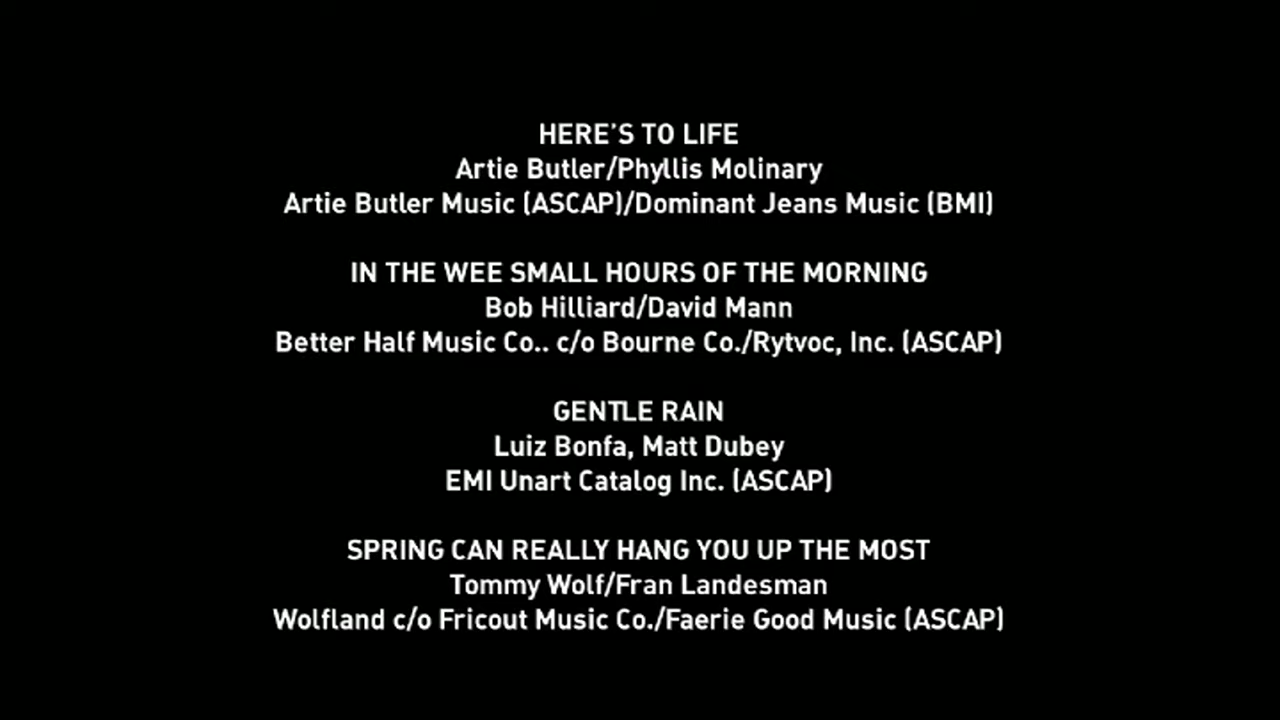 HERE'S TO LIFE
Artie Butler/Phyllis Molinary
Artie Butler Music (ASCAP)/Dominant Jeans Music (BMI)
IN THE WEE SMALL HOURS OF THE MORNING
Bob Hilliard/David Mann
Better Half Music Co.. c/o Bourne Co./Rytvoc, Inc. (ASCAP)
GENTLE RAIN
Luiz Bonfa, Matt Dubey
EMI Unart Catalog Inc. (ASCAP)
SPRING CAN REALLY HANG YOU UP THE MOST
Tommy Wolf/Fran Landesman
Wolfland c/o Fricout Music Co./Faerie Good Music (ASCAP)